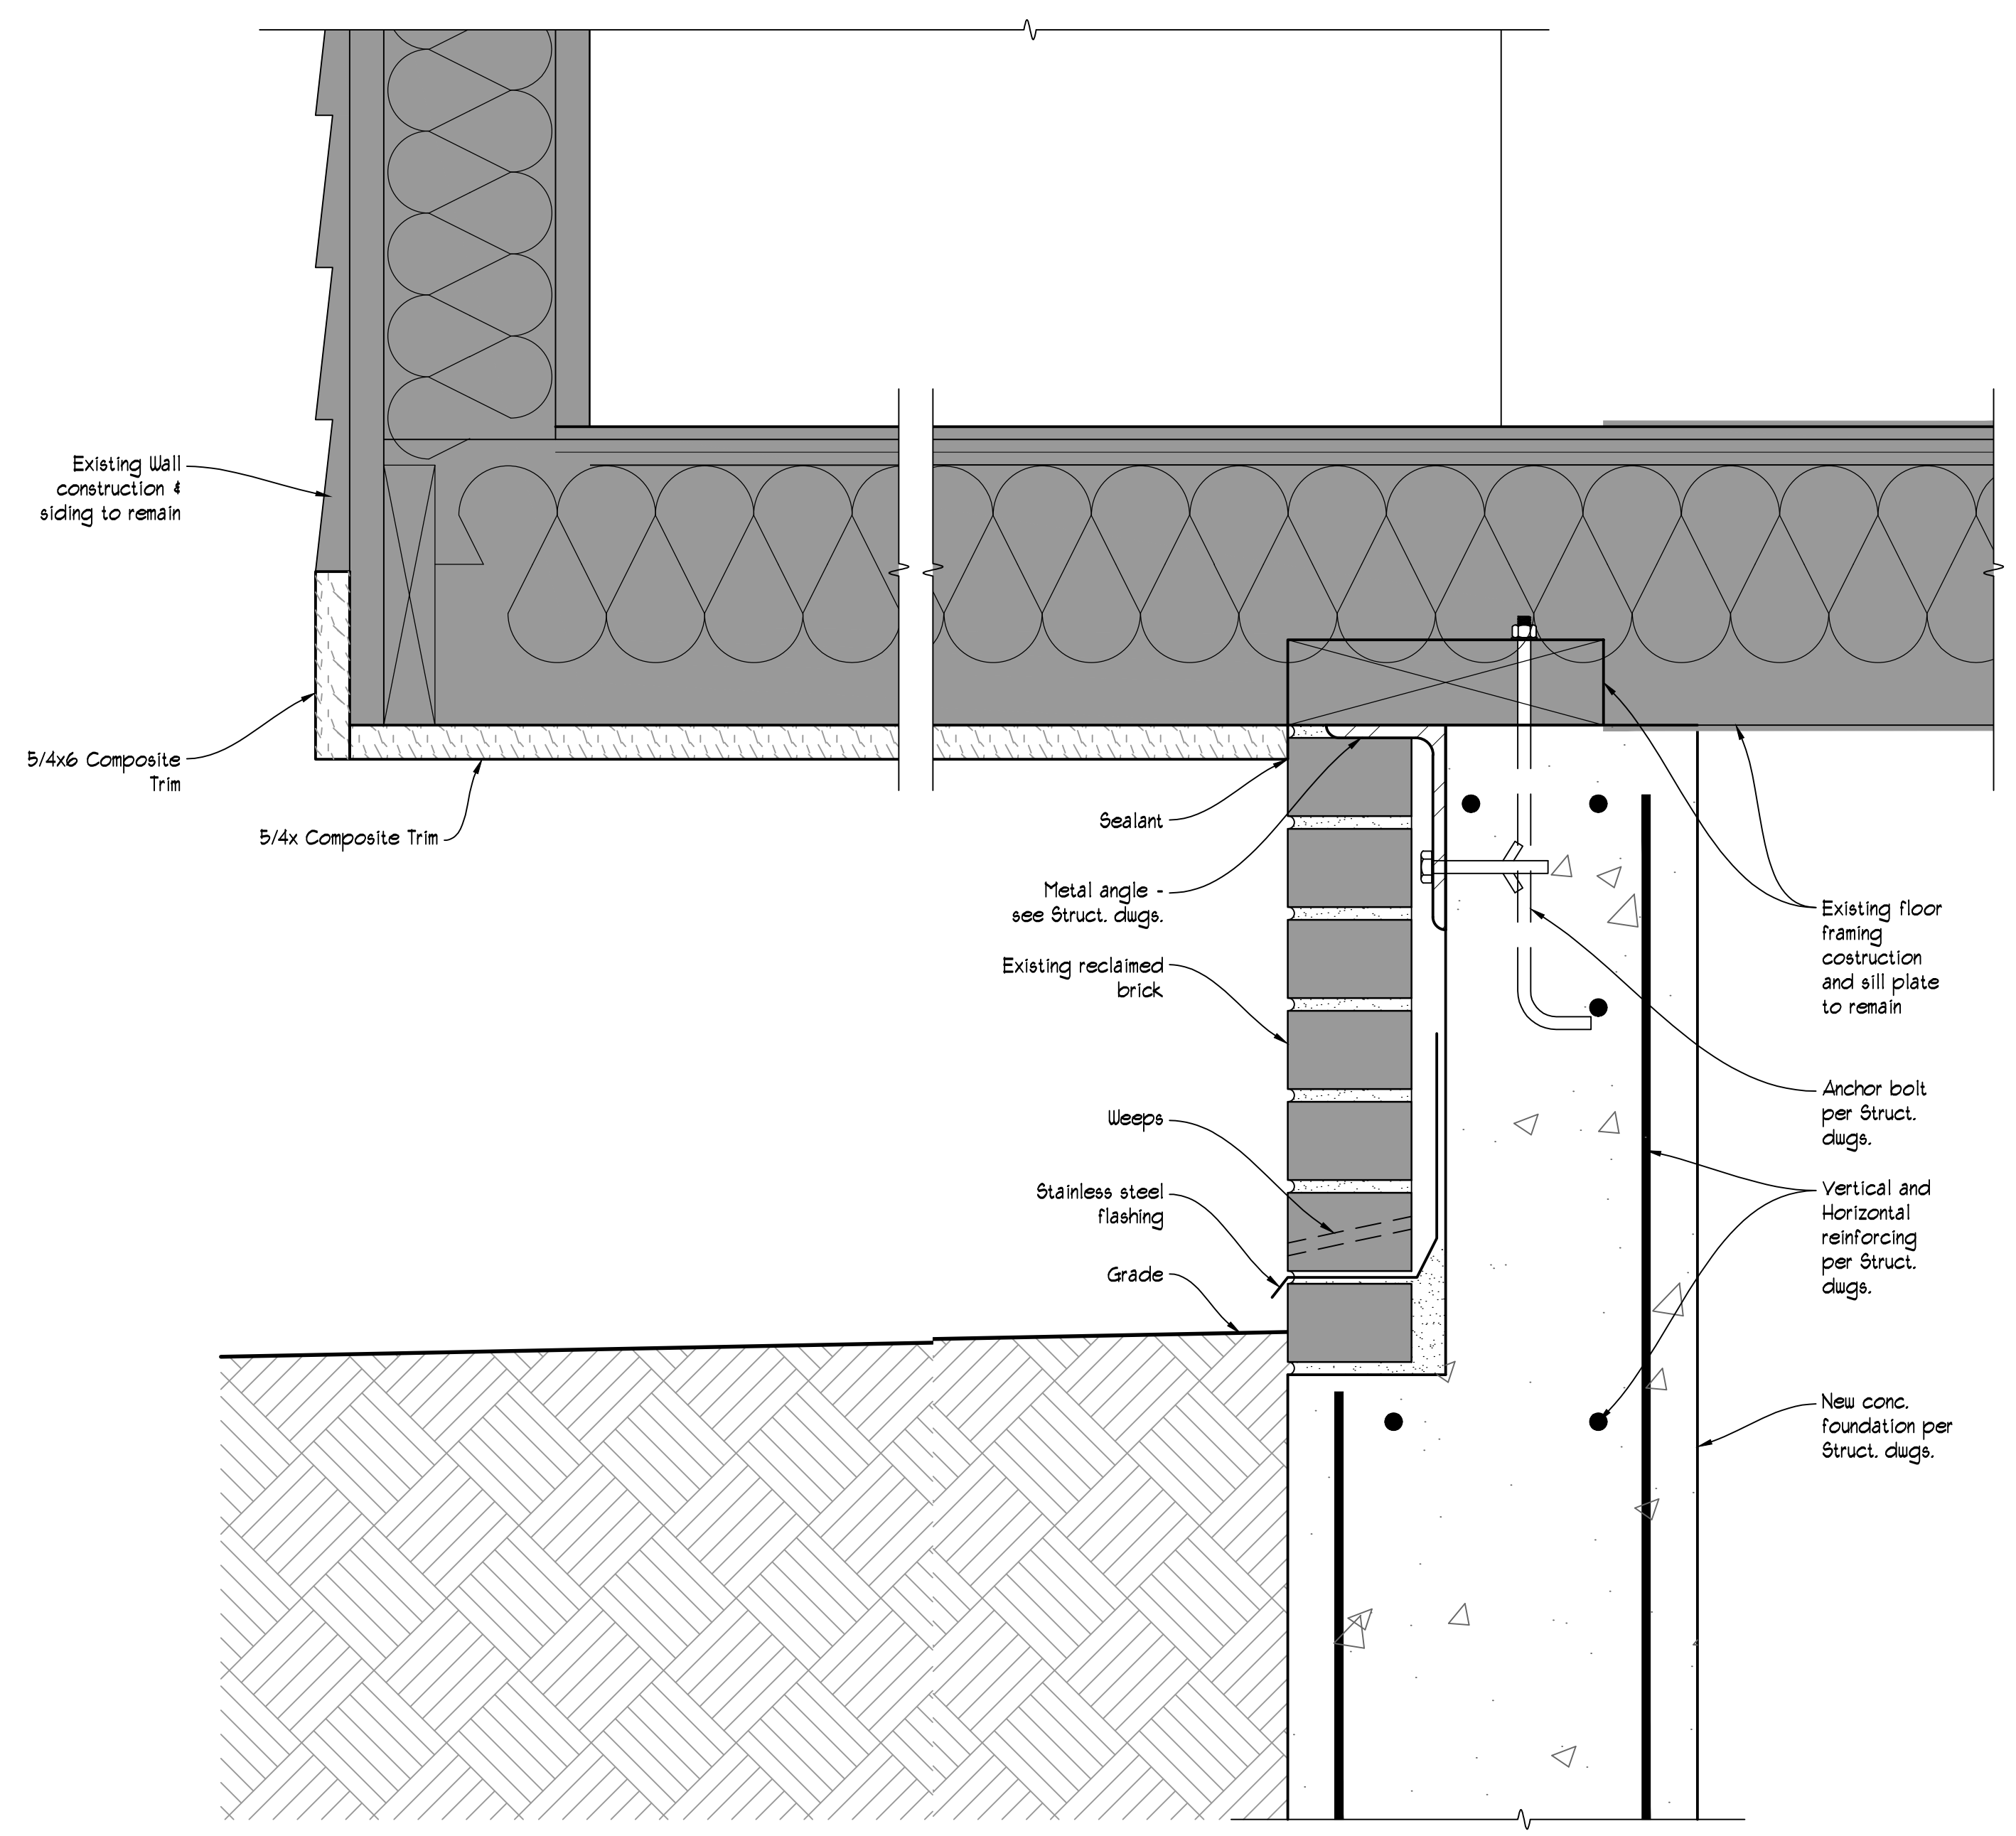 Existing Wall
construction &
siding to remain
5/4x6 Composite
Trim
5/4x Composite Trim
Sealant
Metal angle -
see Struct. dwgs.
Existing reclaimed
brick
Weeps
Stainless steel
flashing
Grade
Existing floor
framing
costruction
and sill plate
to remain
Anchor bolt
per Struct.
dwgs.
Vertical and
Horizontal
reinforcing
per Struct.
dwgs.
New conc.
foundation per
Struct. dwgs.